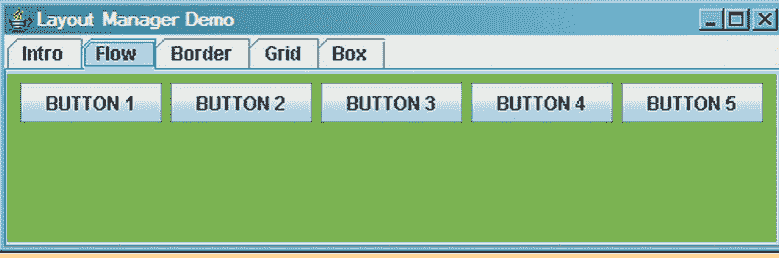 Layout Manager Demo
Intro Flow Border Grid Box
BUTTON 1 BUTTON 2 BUTTON 3 BUTTON 4 BUTTON 5